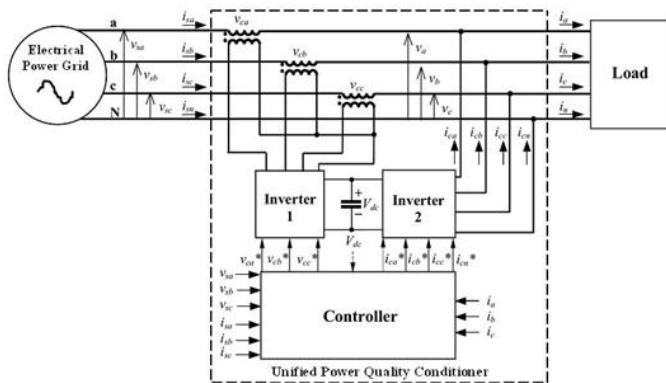 a i_sa v_ca i_a
Electrical
Power Grid
v_sa
b i_sb v_cb v_a i_b
v_sb
c i_sc v_cc v_b i_c
v_sc
N i_sn v_c i_n
Load
i_ca i_cb i_cc i_cn
Inverter
1
+
−
V_dc
Inverter
2
V_dc
v_ca* v_cb* v_cc* i_ca* i_cb* i_cc* i_cn*
v_sa
v_sb
v_sc
i_sa
i_sb
i_sc
Controller
i_a
i_b
i_c
Unified Power Quality Conditioner